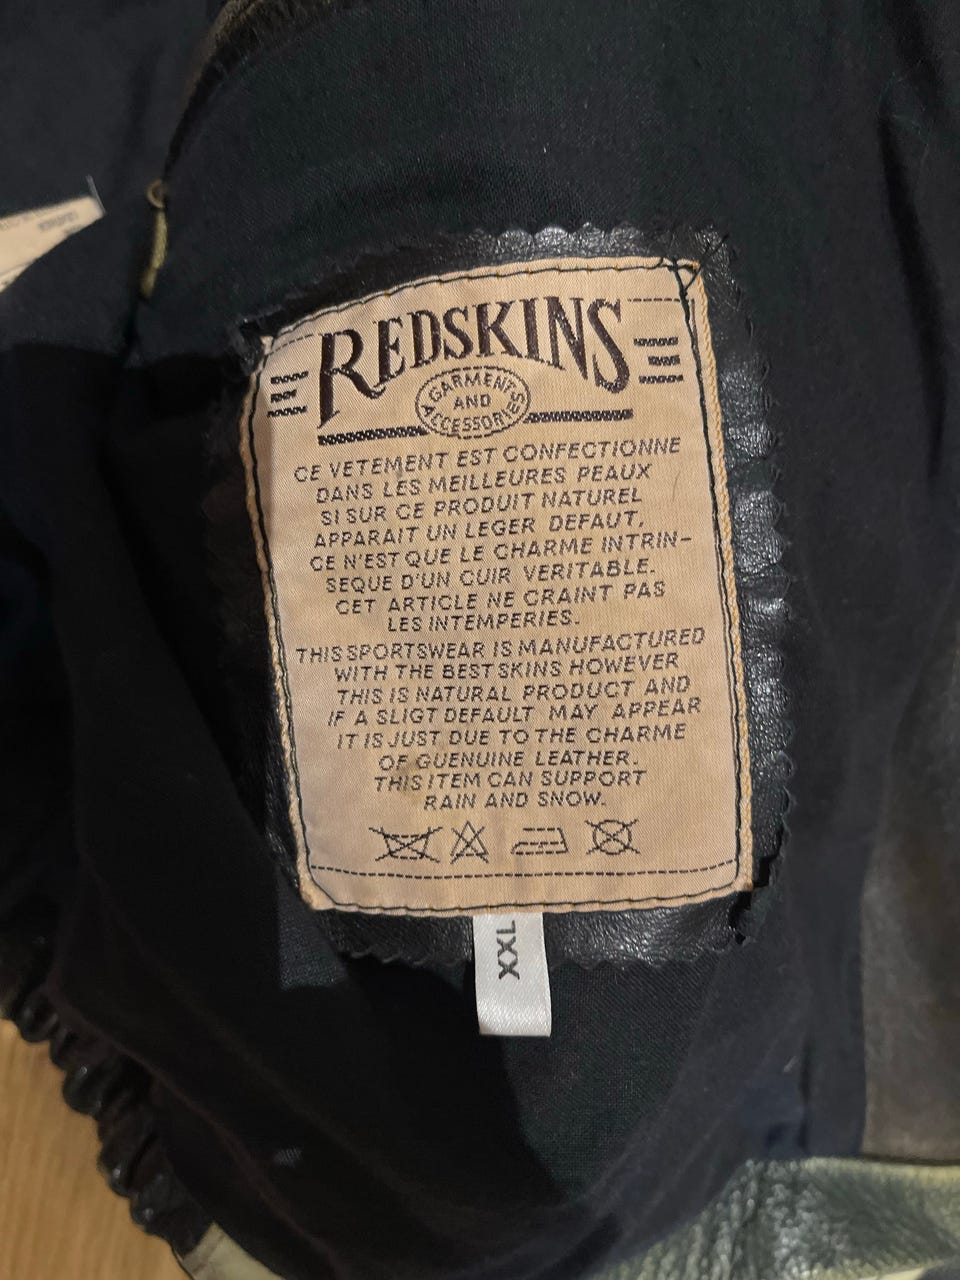 REDSKINS
GARMENT
AND
ACCESSORIES
CE VETEMENT EST CONFECTIONNE
DANS LES MEILLEURES PEAUX
SI SUR CE PRODUIT NATUREL
APPARAIT UN LEGER DEFAUT,
CE N'EST QUE LE CHARME INTRIN-
SEQUE D'UN CUIR VERITABLE.
CET ARTICLE NE CRAINT PAS
LES INTEMPERIES.
THIS SPORTSWEAR IS MANUFACTURED
WITH THE BEST SKINS HOWEVER
THIS IS NATURAL PRODUCT AND
IF A SLIGT DEFAULT MAY APPEAR
IT IS JUST DUE TO THE CHARME
OF GUENUINE LEATHER.
THIS ITEM CAN SUPPORT
RAIN AND SNOW.
XXL